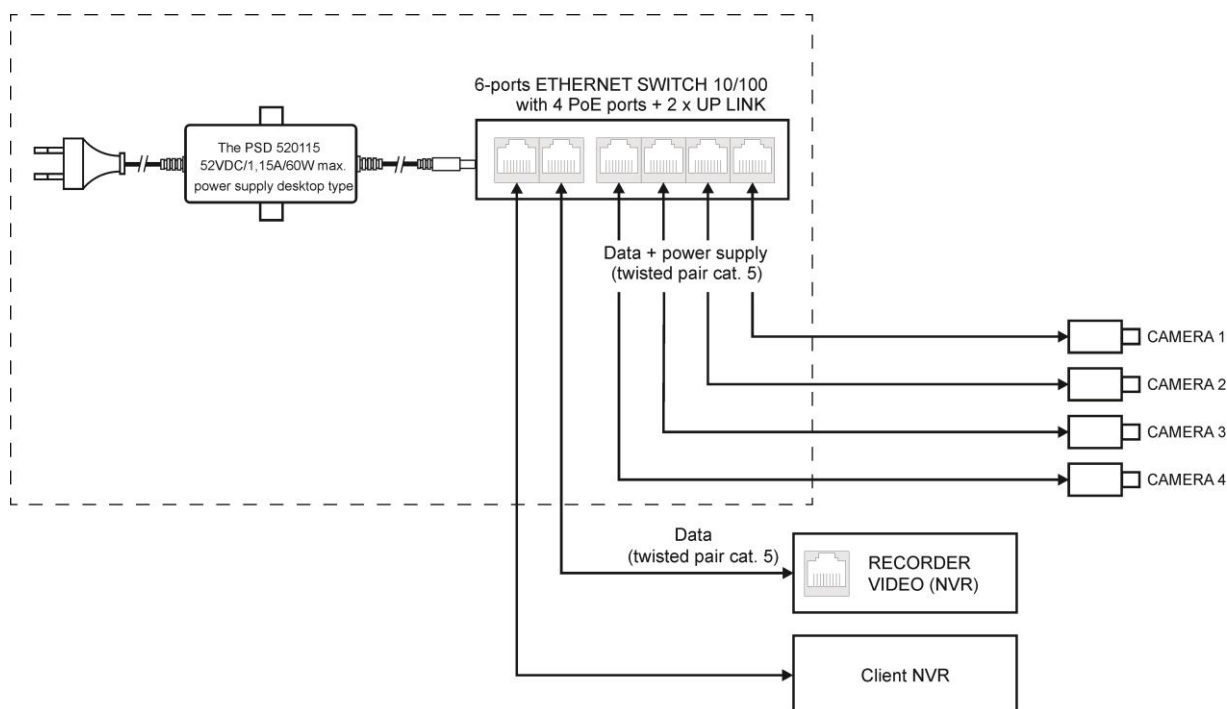 6-ports ETHERNET SWITCH 10/100
with 4 PoE ports + 2 x UP LINK
The PSD 520115
52VDC/1,15A/60W max.
power supply desktop type
Data + power supply
(twisted pair cat. 5)
CAMERA 1
CAMERA 2
CAMERA 3
CAMERA 4
Data
(twisted pair cat. 5)
RECORDER
VIDEO (NVR)
Client NVR